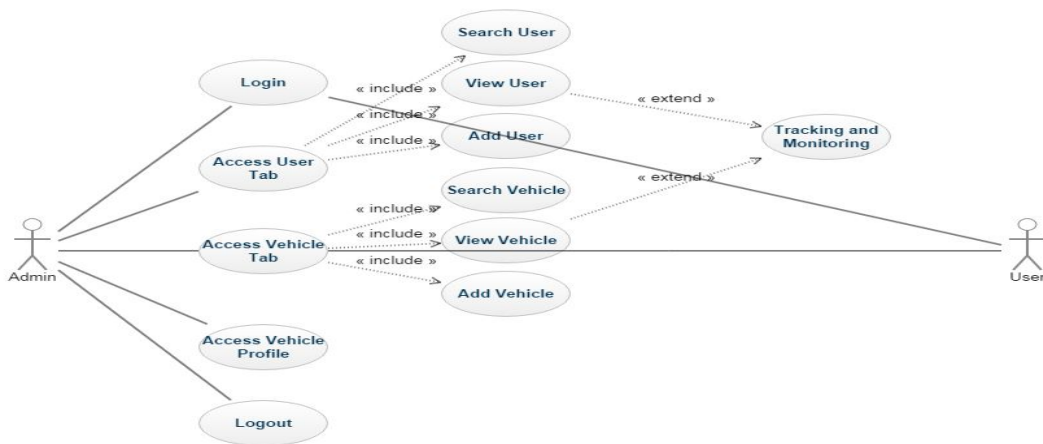 Search User
Login
« include »
View User
« extend »
« include »
Tracking and
Monitoring
Add User
« include »
Access User
Tab
« extend »
Search Vehicle
« include »
« include »
View Vehicle
Access Vehicle
Tab
« include »
Admin
User
Add Vehicle
Access Vehicle
Profile
Logout